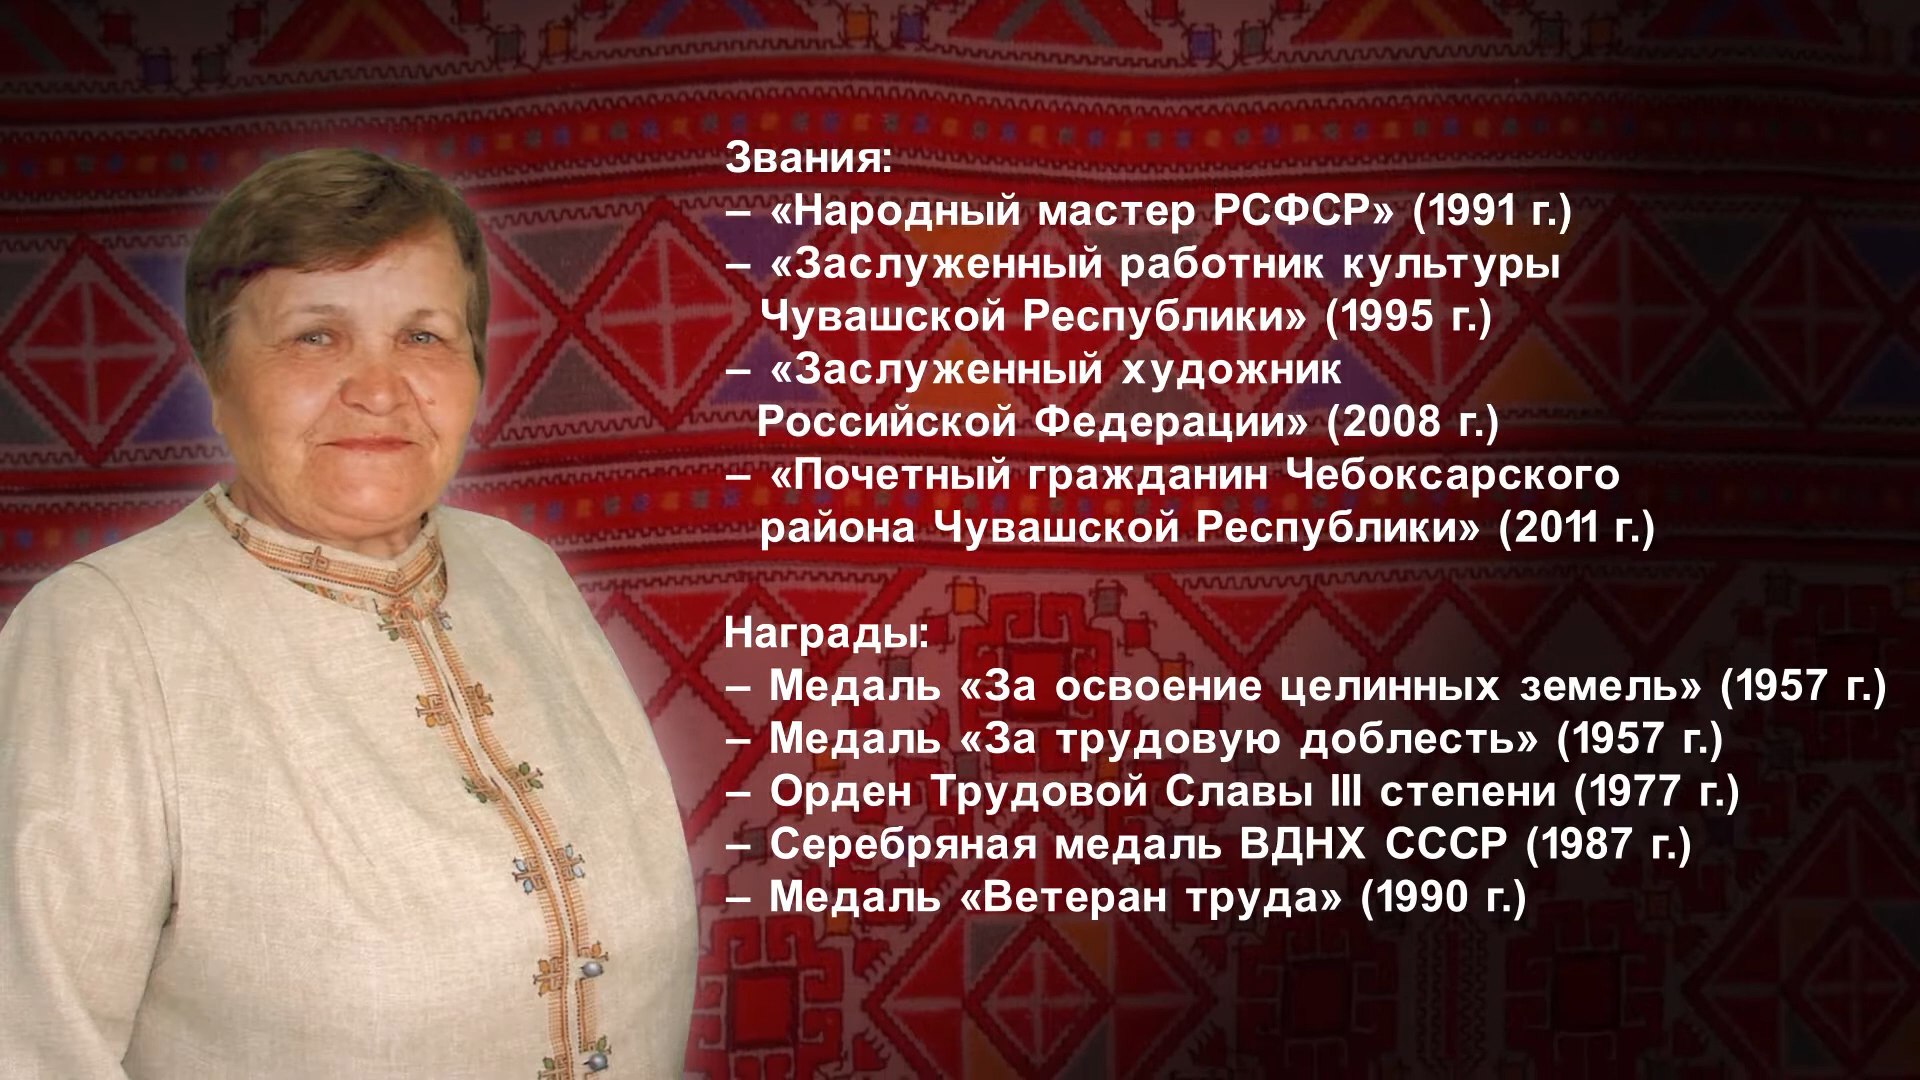 Звания:
– «Народный мастер РСФСР» (1991 г.)
– «Заслуженный работник культуры
Чувашской Республики» (1995 г.)
– «Заслуженный художник
Российской Федерации» (2008 г.)
– «Почетный гражданин Чебоксарского
района Чувашской Республики» (2011 г.)
Награды:
– Медаль «За освоение целинных земель» (1957 г.)
– Медаль «За трудовую доблесть» (1957 г.)
– Орден Трудовой Славы III степени (1977 г.)
– Серебряная медаль ВДНХ СССР (1987 г.)
– Медаль «Ветеран труда» (1990 г.)